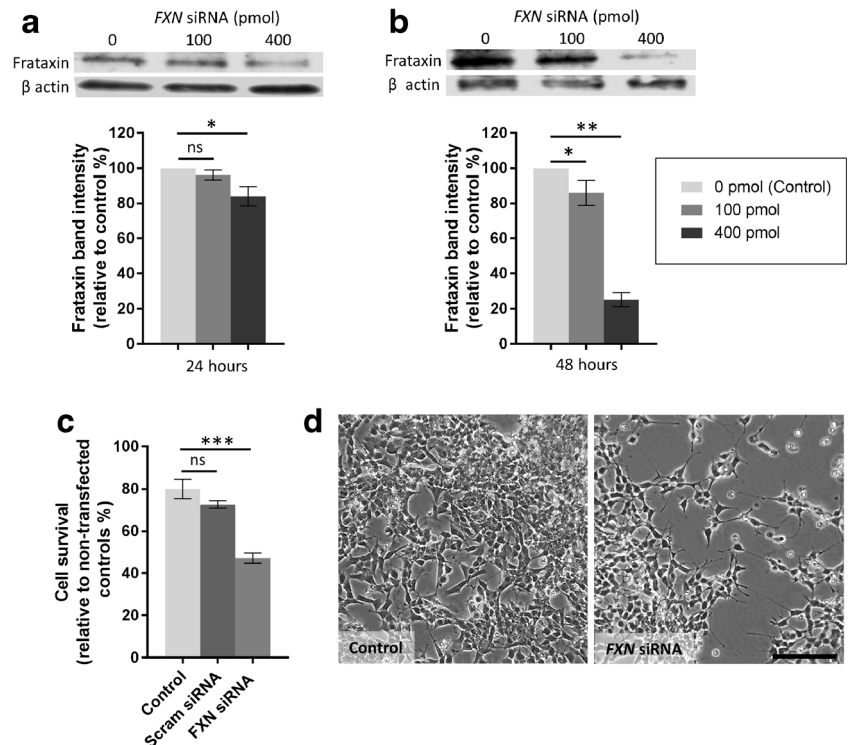 a
FXN siRNA (pmol)
0 100 400
Frataxin
β actin
Frataxin band intensity
(relative to control %)
120
100
80
60
40
20
0
*
ns
24 hours
b
FXN siRNA (pmol)
0 100 400
Frataxin
β actin
Frataxin band intensity
(relative to control %)
120
100
80
60
40
20
0
**
*
48 hours
0 pmol (Control)
100 pmol
400 pmol
c
Cell survival
(relative to non-transfected
controls %)
100
80
60
40
20
0
***
ns
Control
Scram siRNA
FXN siRNA
d
Control
FXN siRNA